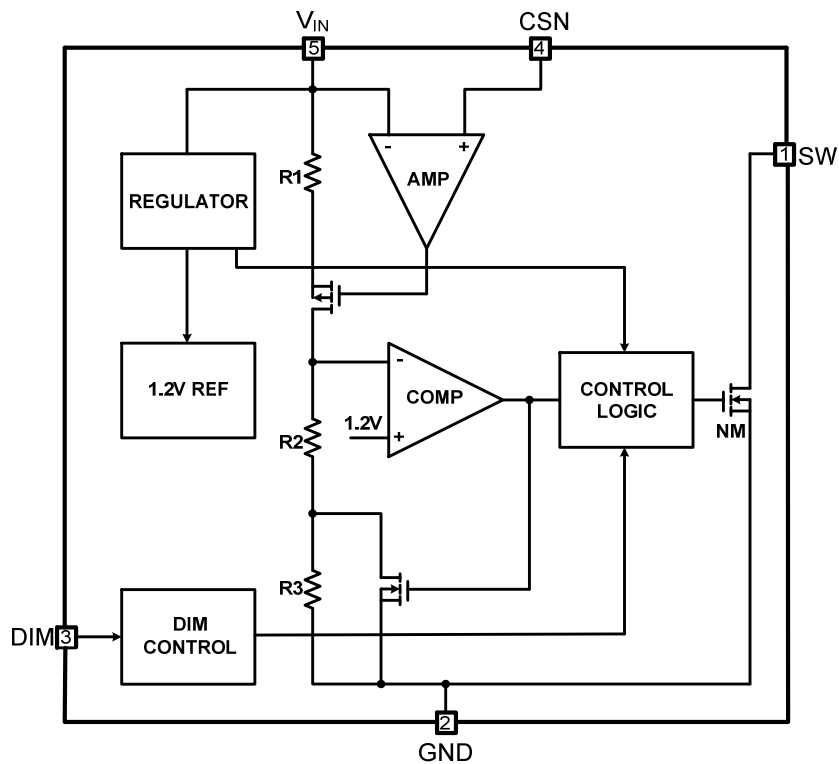 VIN
CSN
5
4
1
SW
- +
AMP
R1
REGULATOR
1.2V REF
-
COMP
1.2V
+
CONTROL
LOGIC
NM
R2
R3
DIM
3
DIM
CONTROL
2
GND